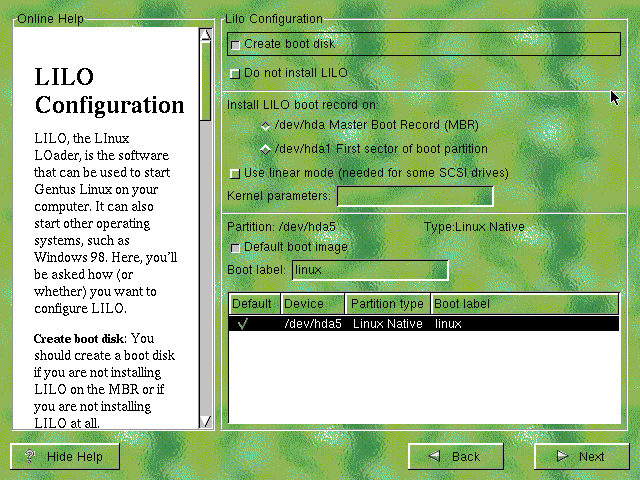 Online Help
LILO
Configuration
LILO, the LInux
LOader, is the software
that can be used to start
Gentus Linux on your
computer. It can also
start other operating
systems, such as
Windows 98. Here, you'll
be asked how (or
whether) you want to
configure LILO.
Create boot disk: You
should create a boot disk
if you are not installing
LILO on the MBR or if
you are not installing
LILO at all.
Lilo Configuration
Create boot disk
Do not install LILO
Install LILO boot record on:
/dev/hda Master Boot Record (MBR)
/dev/hda1 First sector of boot partition
Use linear mode (needed for some SCSI drives)
Kernel parameters:
Partition: /dev/hda5 Type:Linux Native
Default boot image
Boot label: linux
Default Device Partition type Boot label
/dev/hda5 Linux Native linux
? Hide Help Back Next